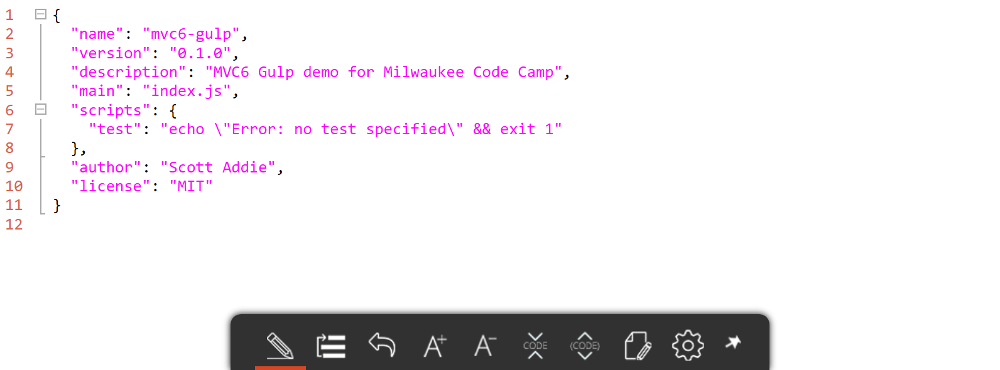 1 {
2 "name": "mvc6-gulp",
3 "version": "0.1.0",
4 "description": "MVC6 Gulp demo for Milwaukee Code Camp",
5 "main": "index.js",
6 "scripts": {
7 "test": "echo \"Error: no test specified\" && exit 1"
8 },
9 "author": "Scott Addie",
10 "license": "MIT"
11 }
12
A+ A- CODE (CODE)